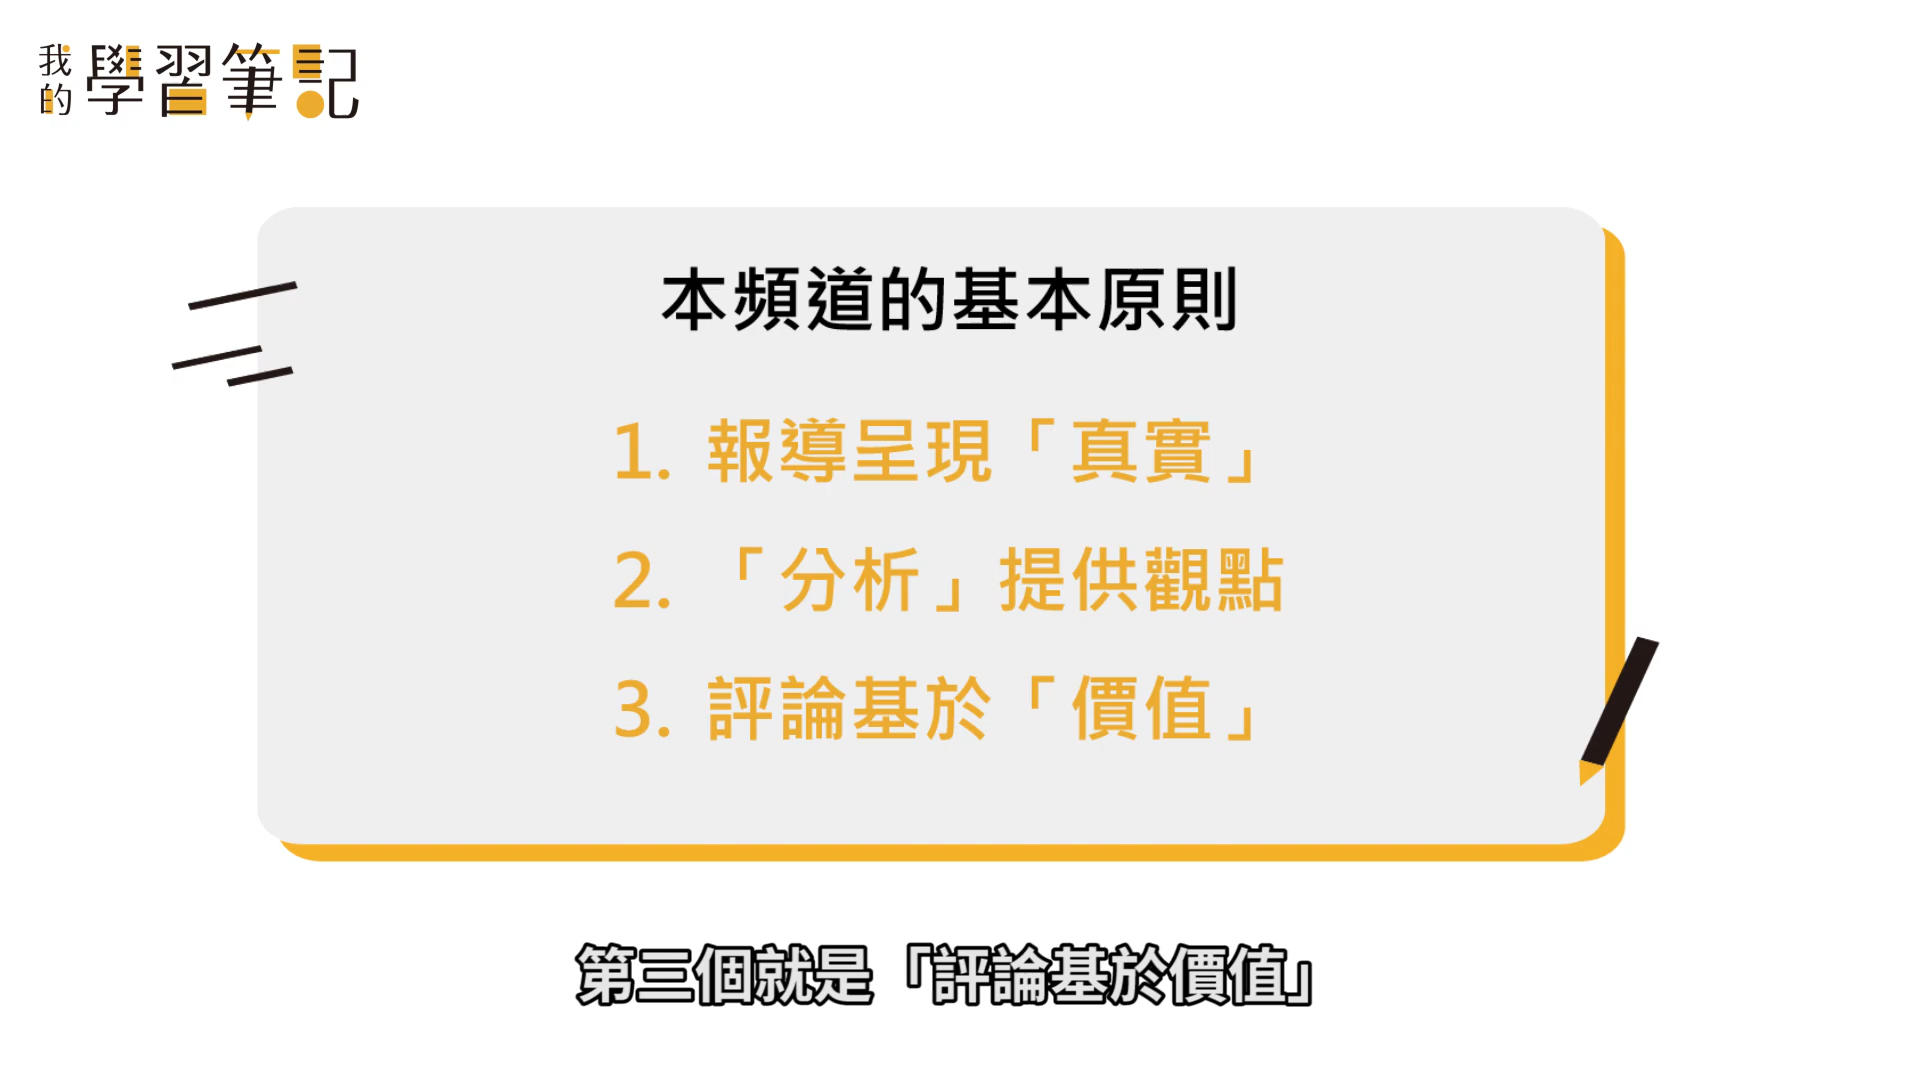 我的學習筆記
本頻道的基本原則
1. 報導呈現「真實」
2. 「分析」提供觀點
3. 評論基於「價值」
第三個就是「評論基於價值」